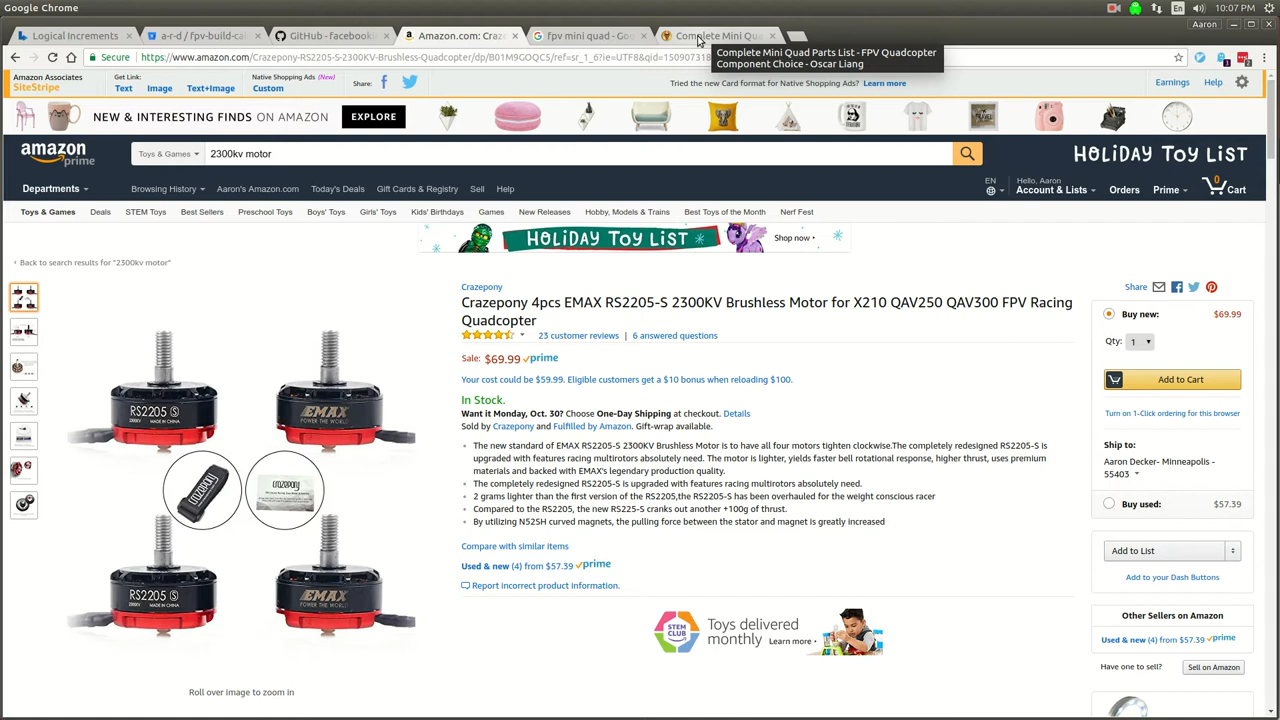 Google Chrome
En
10:07 PM
Aaron
Logical Increments
a-r-d / fpv-build-cal
GitHub - facebook
Amazon.com: Craze
fpv mini quad - Goo
Complete Mini Qua
Secure
https://www.amazon.com/Crazepony-RS2205-S-2300KV-Brushless-Quadcopter/dp/B01M9GOQC5/ref=sr_1_6?ie=UTF8&qid=150907318
Complete Mini Quad Parts List - FPV Quadcopter
Component Choice - Oscar Liang
Amazon Associates
SiteStripe
Get Link:
Text
Image
Text+Image
Native Shopping Ads (New)
Custom
Share:
Tried the new Card format for Native Shopping Ads? Learn more
Earnings
Help
NEW & INTERESTING FINDS ON AMAZON
EXPLORE
amazon
prime
Toys & Games
2300kv motor
HOLiDAY TOY LiST
Departments
Browsing History
Aaron's Amazon.com
Today's Deals
Gift Cards & Registry
Sell
Help
EN
Hello, Aaron
Account & Lists
Orders
Prime
0
Cart
Toys & Games
Deals
STEM Toys
Best Sellers
Preschool Toys
Boys' Toys
Girls' Toys
Kids' Birthdays
Games
New Releases
Hobby, Models & Trains
Best Toys of the Month
Nerf Fest
HOLiDAY TOY LiST
Shop now ›
‹ Back to search results for "2300kv motor"
RS2205 S
MADE IN CHINA
EMAX
POWER THE WORLD
crazepony
crazepony
RS2205 S
MADE IN CHINA
EMAX
POWER THE WORLD
Roll over image to zoom in
Crazepony
Crazepony 4pcs EMAX RS2205-S 2300KV Brushless Motor for X210 QAV250 QAV300 FPV Racing
Quadcopter
23 customer reviews | 6 answered questions
Sale: $69.99 prime
Your cost could be $59.99. Eligible customers get a $10 bonus when reloading $100.
In Stock.
Want it Monday, Oct. 30? Choose One-Day Shipping at checkout. Details
Sold by Crazepony and Fulfilled by Amazon. Gift-wrap available.
The new standard of EMAX RS2205-S 2300KV Brushless Motor is to have all four motors tighten clockwise.The completely redesigned RS2205-S is
upgraded with features racing multirotors absolutely need. The motor is lighter, yields faster bell rotational response, higher thrust, uses premium
materials and backed with EMAX's legendary production quality.
The completely redesigned RS2205-S is upgraded with features racing multirotors absolutely need.
2 grams lighter than the first version of the RS2205,the RS2205-S has been overhauled for the weight conscious racer
Compared to the RS2205, the new RS225-S cranks out another +100g of thrust.
By utilizing N52SH curved magnets, the pulling force between the stator and magnet is greatly increased
Compare with similar items
Used & new (4) from $57.39 prime
Report incorrect product information.
STEM
CLUB
Toys delivered
monthly
Learn more ›
Share
Buy new:
$69.99
Qty: 1
Add to Cart
Turn on 1-Click ordering for this browser
Ship to:
Aaron Decker- Minneapolis -
55403
Buy used:
$57.39
Add to List
Add to your Dash Buttons
Other Sellers on Amazon
Used & new (4) from $57.39 prime
Have one to sell?
Sell on Amazon